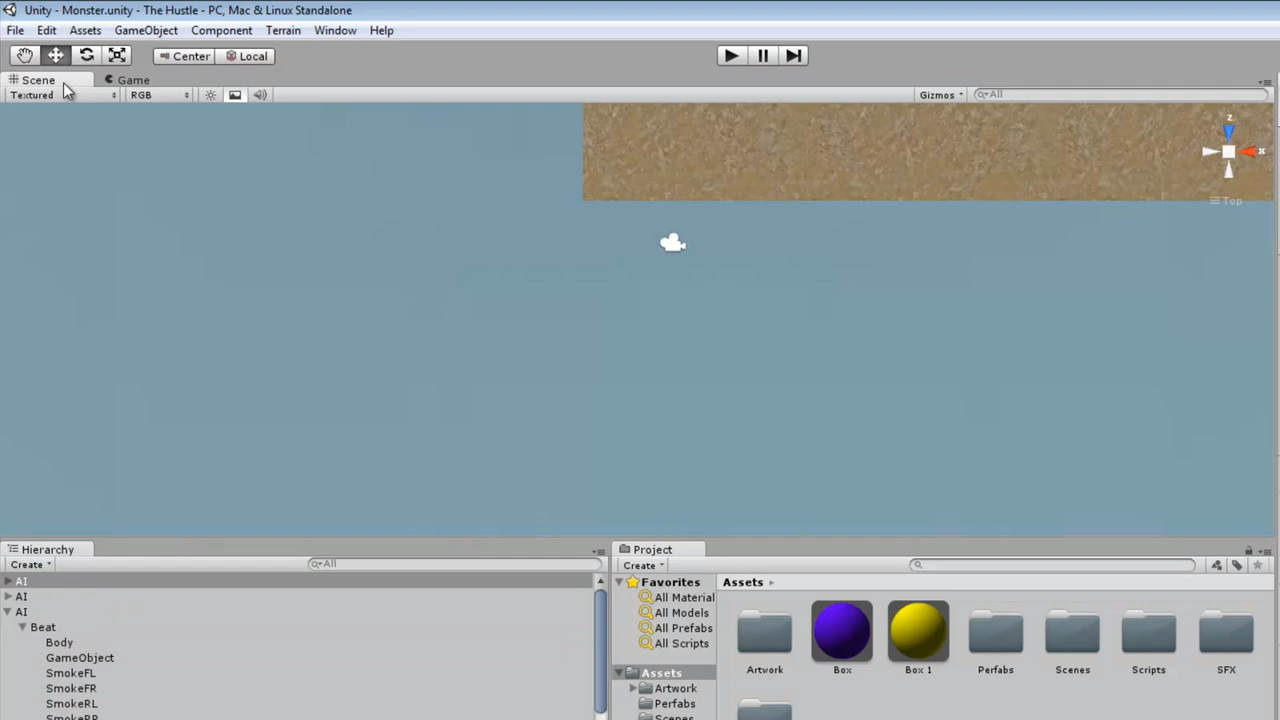 Unity - Monster.unity - The Hustle - PC, Mac & Linux Standalone
File Edit Assets GameObject Component Terrain Window Help
Center Local
Scene Game
Textured RGB Gizmos All
z
x
Top
Hierarchy Project
Create All Create
AI Favorites Assets
AI All Material
AI All Models
Beat All Prefabs
Body All Scripts
GameObject Artwork Box Box 1 Perfabs Scenes Scripts SFX
SmokeFL Assets
SmokeFR Artwork
SmokeRL Perfabs
SmokeRR Scenes